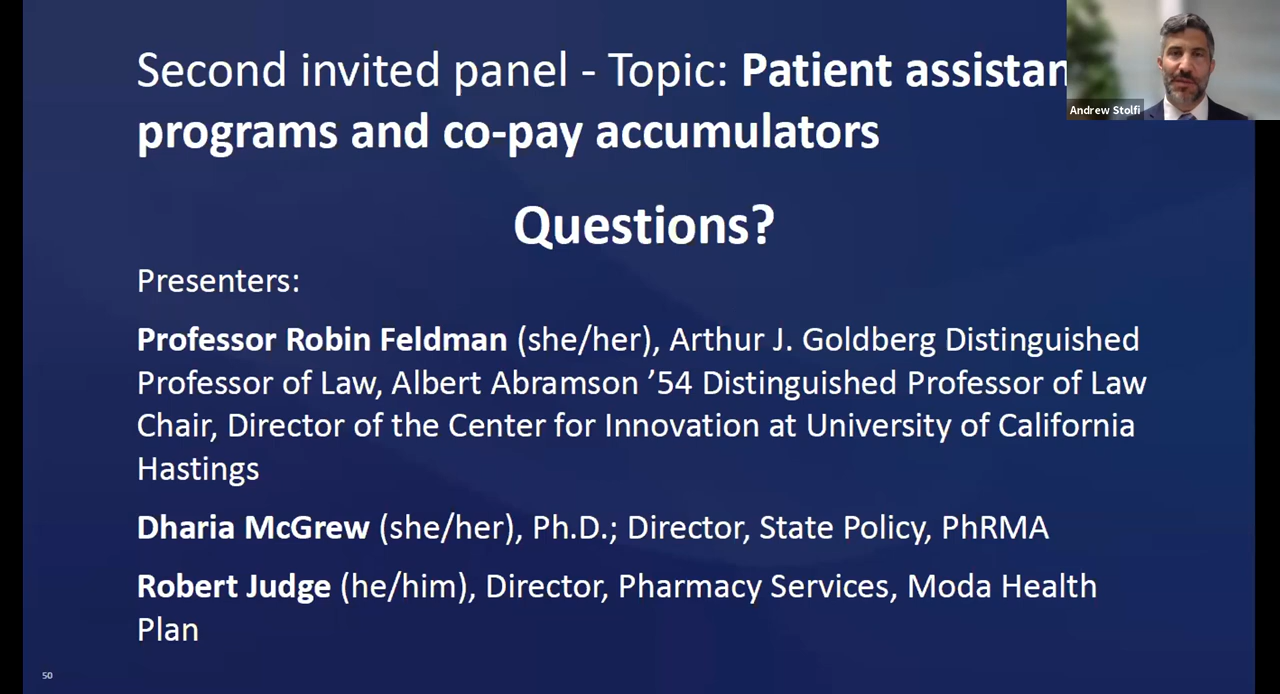 Second invited panel - Topic: Patient assistan
Andrew Stolfi
programs and co-pay accumulators
Questions?
Presenters:
Professor Robin Feldman (she/her), Arthur J. Goldberg Distinguished
Professor of Law, Albert Abramson ’54 Distinguished Professor of Law
Chair, Director of the Center for Innovation at University of California
Hastings
Dharia McGrew (she/her), Ph.D.; Director, State Policy, PhRMA
Robert Judge (he/him), Director, Pharmacy Services, Moda Health
Plan
50